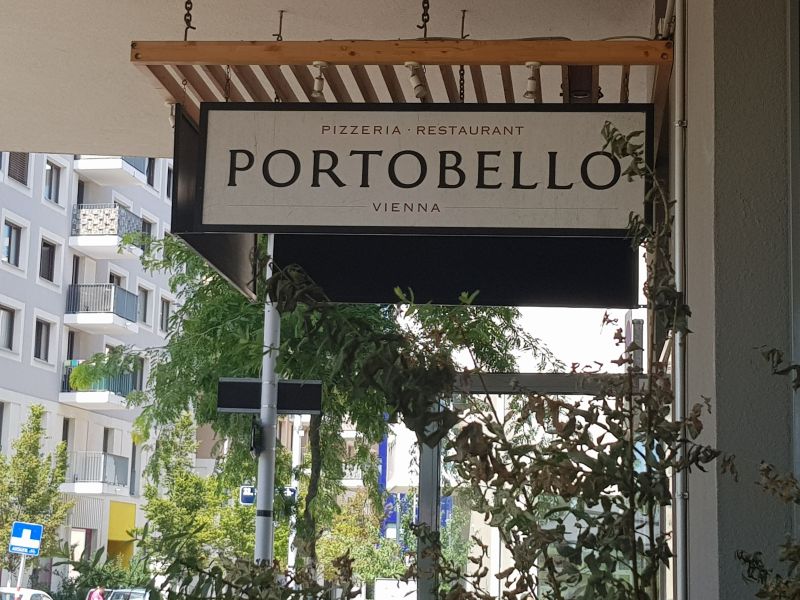 PIZZERIA · RESTAURANT
PORTOBELLO
VIENNA